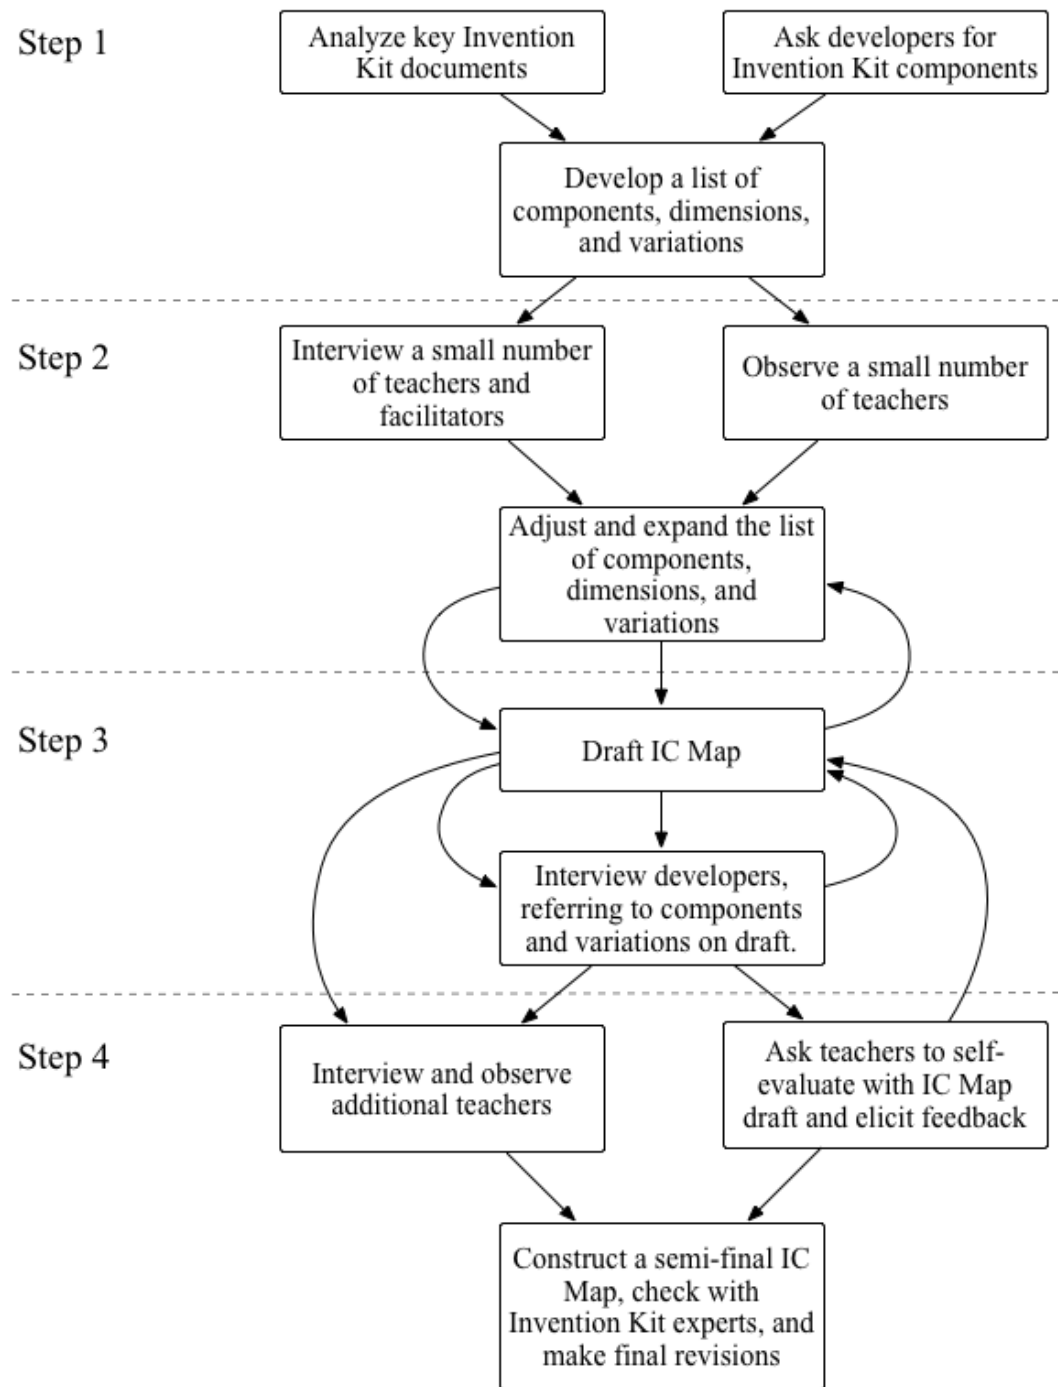 Step 1
Analyze key Invention
Kit documents
Ask developers for
Invention Kit components
Develop a list of
components, dimensions,
and variations
Step 2
Interview a small number
of teachers and
facilitators
Observe a small number
of teachers
Adjust and expand the list
of components,
dimensions, and
variations
Step 3
Draft IC Map
Interview developers,
referring to components
and variations on draft.
Step 4
Interview and observe
additional teachers
Ask teachers to self-
evaluate with IC Map
draft and elicit feedback
Construct a semi-final IC
Map, check with
Invention Kit experts, and
make final revisions